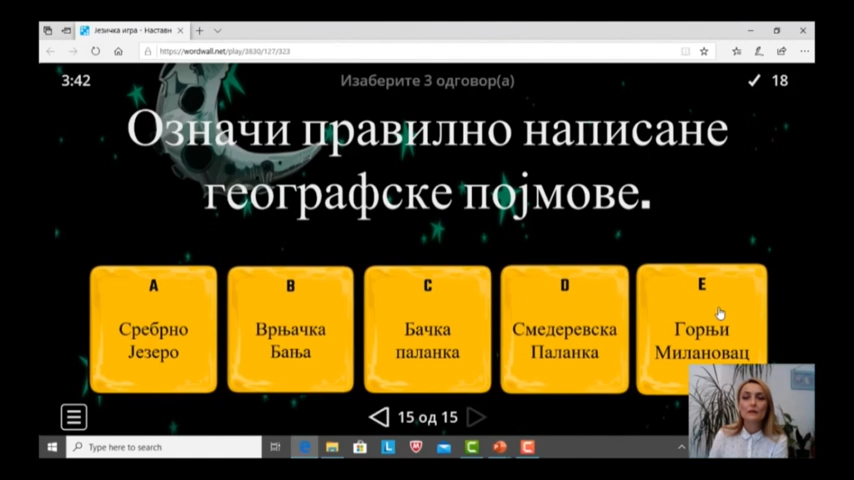 Језичка игра - Наставн
https://wordwall.net/play/3830/127/323
3:42
Изаберите 3 одговор(а)
18
Означи правилно написане
географске појмове.
A
B
C
D
E
Сребрно
Језеро
Врњачка
Бања
Бачка
паланка
Смедеревска
Паланка
Горњи
Милановац
15 од 15
Type here to search